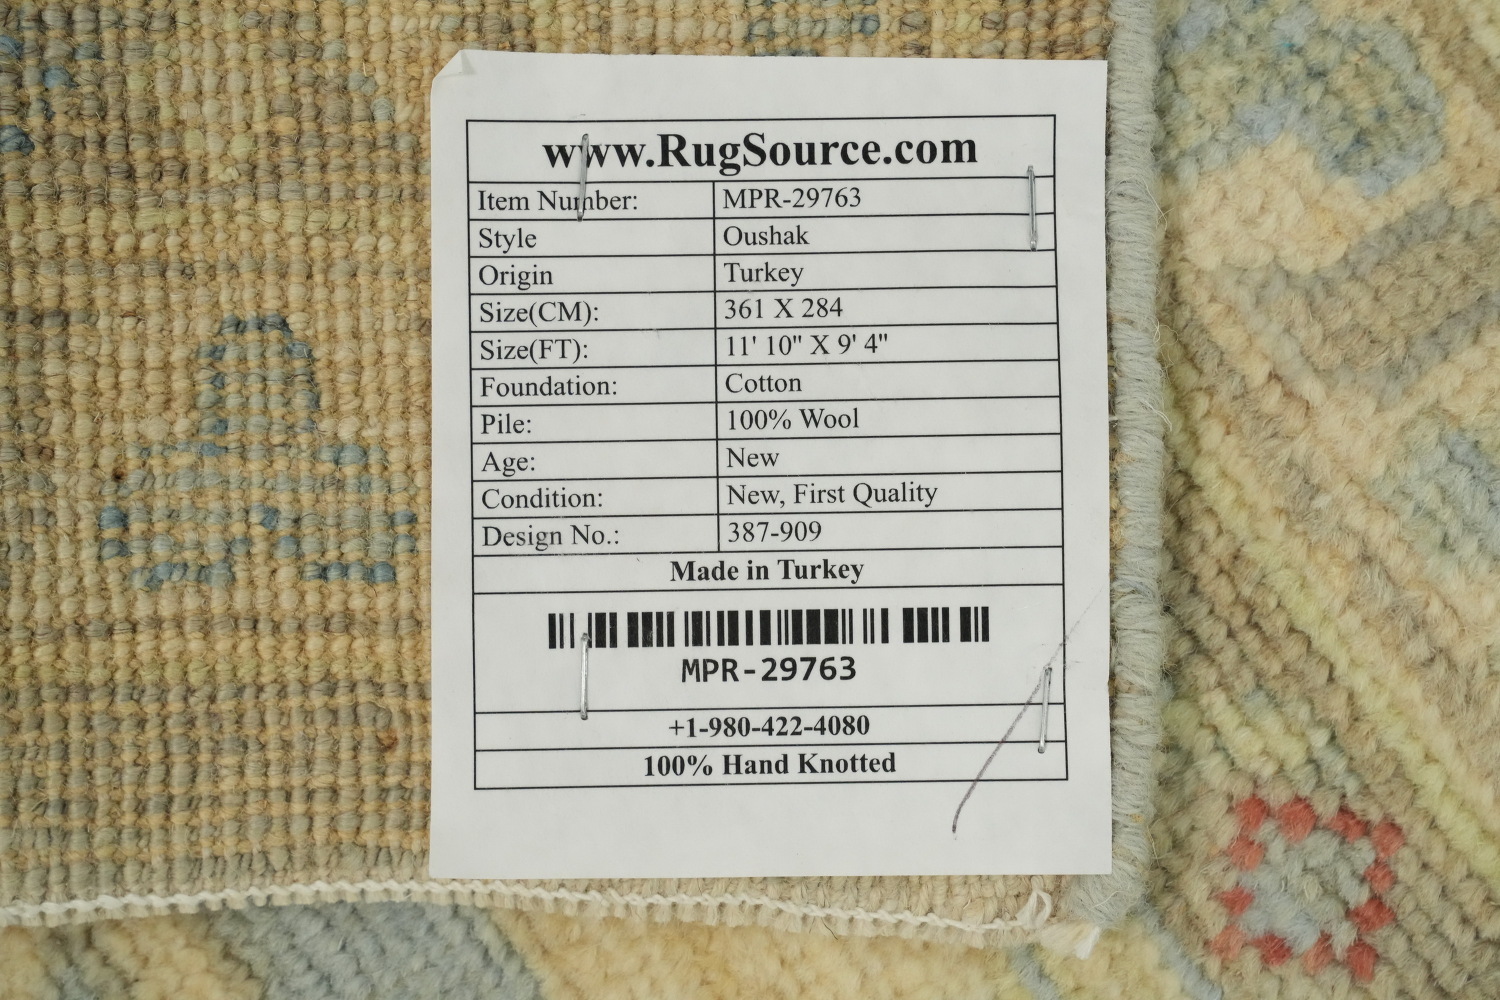 www.RugSource.com
Item Number: MPR-29763
Style Oushak
Origin Turkey
Size(CM): 361 X 284
Size(FT): 11' 10" X 9' 4"
Foundation: Cotton
Pile: 100% Wool
Age: New
Condition: New, First Quality
Design No.: 387-909
Made in Turkey
MPR-29763
+1-980-422-4080
100% Hand Knotted